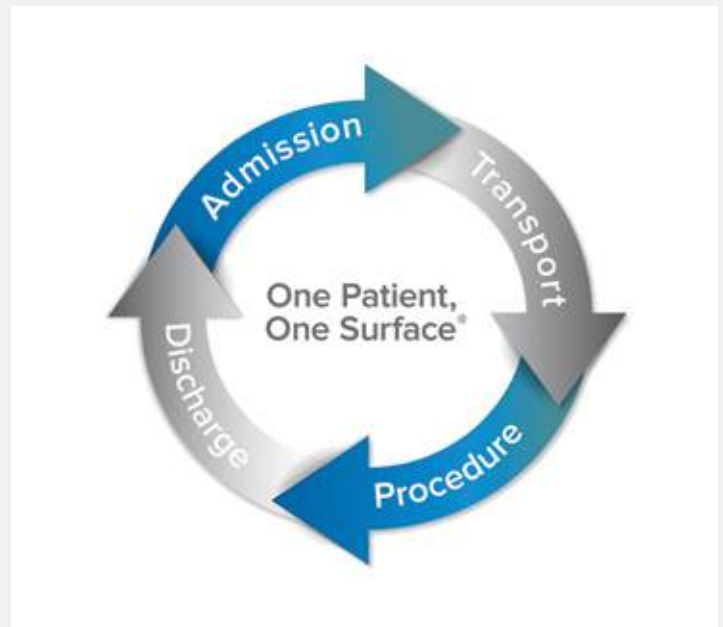 Admission
Transport
One Patient,
One Surface®
Discharge
Procedure